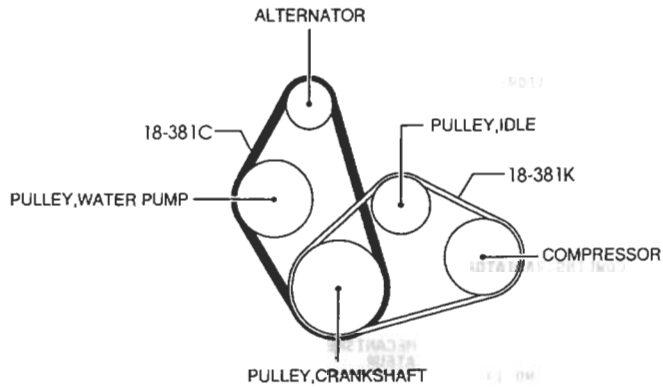 ALTERNATOR
18-381C
PULLEY,IDLE
18-381K
PULLEY,WATER PUMP
COMPRESSOR
PULLEY,CRANKSHAFT